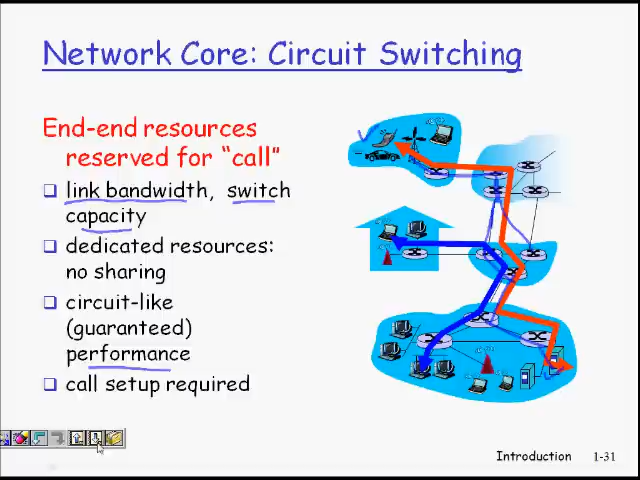 Network Core: Circuit Switching
End-end resources
reserved for “call”
link bandwidth, switch
capacity
dedicated resources:
no sharing
circuit-like
(guaranteed)
performance
call setup required
Introduction 1-31